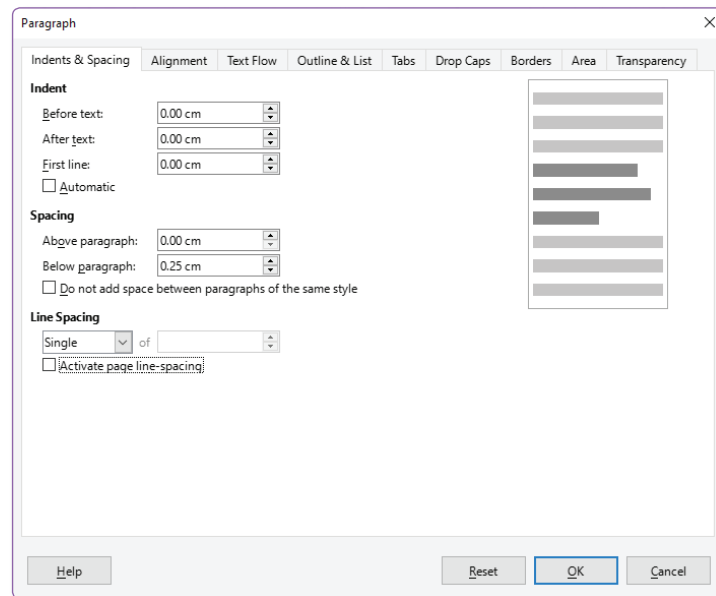 Paragraph
Indents & Spacing Alignment Text Flow Outline & List Tabs Drop Caps Borders Area Transparency
Indent
Before text: 0.00 cm
After text: 0.00 cm
First line: 0.00 cm
Automatic
Spacing
Above paragraph: 0.00 cm
Below paragraph: 0.25 cm
Do not add space between paragraphs of the same style
Line Spacing
Single of
Activate page line-spacing
Help Reset OK Cancel